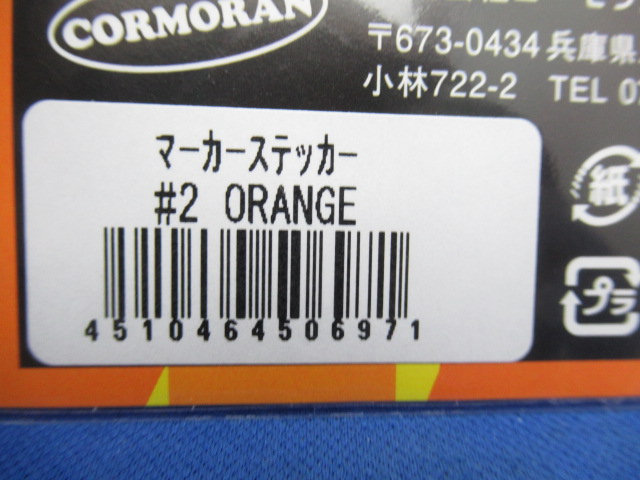 CORMORAN
〒673-0434 兵庫県
小林722-2 TEL 07
マーカーステッカー
#2 ORANGE
4510464506971
紙
プラ